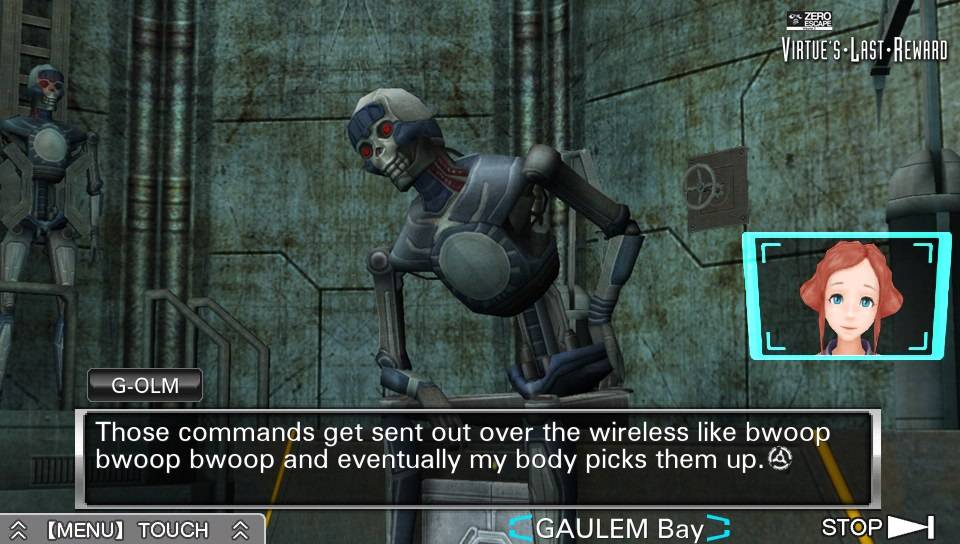 ZERO
ESCAPE
VIRTUE'S•LAST•REWARD
G-OLM
Those commands get sent out over the wireless like bwoop
bwoop bwoop and eventually my body picks them up.
【MENU】 TOUCH
GAULEM Bay
STOP